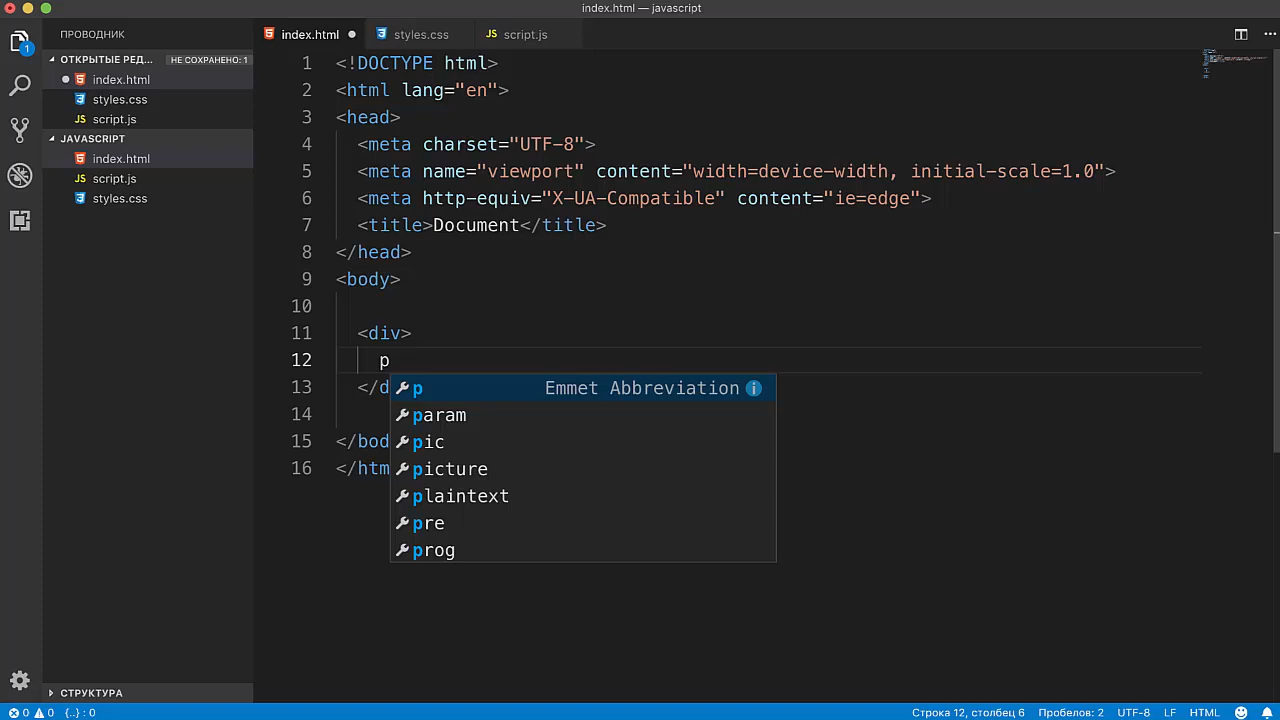 index.html — javascript
ПРОВОДНИК
index.html
styles.css
JS script.js
ОТКРЫТЫЕ РЕД...
НЕ СОХРАНЕНО: 1
index.html
styles.css
JS script.js
JAVASCRIPT
index.html
JS script.js
styles.css
1
1 <!DOCTYPE html>
2 <html lang="en">
3 <head>
4 <meta charset="UTF-8">
5 <meta name="viewport" content="width=device-width, initial-scale=1.0">
6 <meta http-equiv="X-UA-Compatible" content="ie=edge">
7 <title>Document</title>
8 </head>
9 <body>
10
11 <div>
12 p
13 </d
14
15 </bod
16 </htm
p Emmet Abbreviation i
param
pic
picture
plaintext
pre
prog
СТРУКТУРА
0 0 {..} : 0
Строка 12, столбец 6 Пробелов: 2 UTF-8 LF HTML